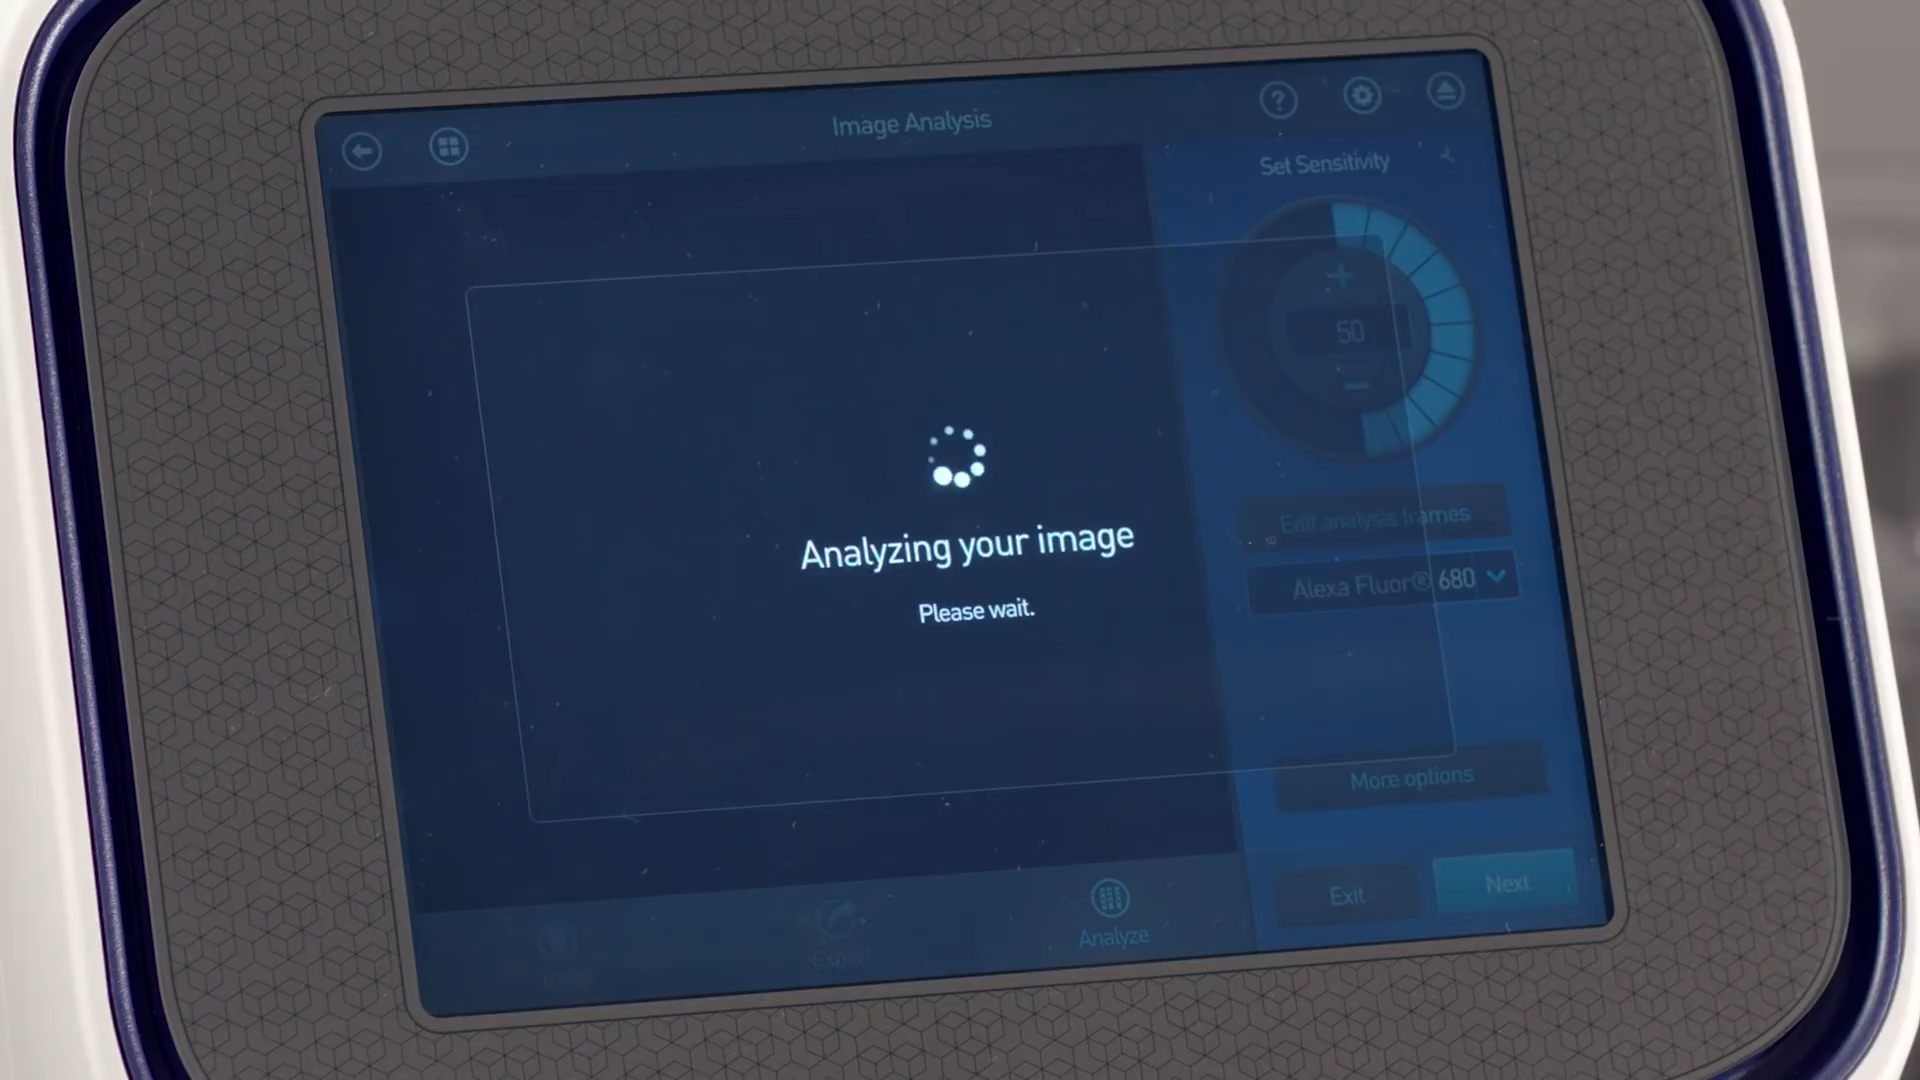 Image Analysis
?
Set Sensitivity
50
Analyzing your image
Please wait.
Edit analysis frames
Alexa Fluor® 680
More options
Exit
Next
Analyze